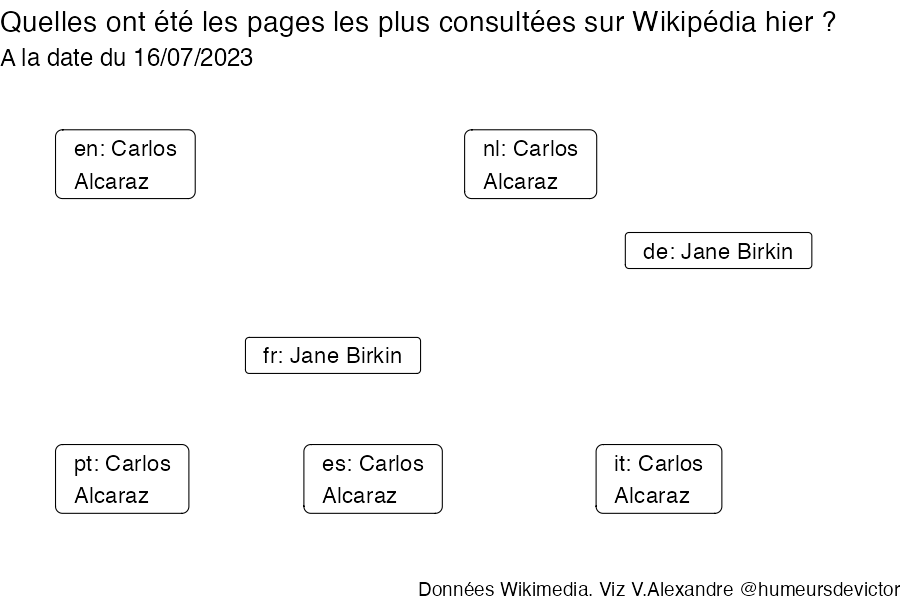 Quelles ont été les pages les plus consultées sur Wikipédia hier ?
A la date du 16/07/2023
en: Carlos
Alcaraz
nl: Carlos
Alcaraz
de: Jane Birkin
fr: Jane Birkin
pt: Carlos
Alcaraz
es: Carlos
Alcaraz
it: Carlos
Alcaraz
Données Wikimedia. Viz V.Alexandre @humeursdevictor